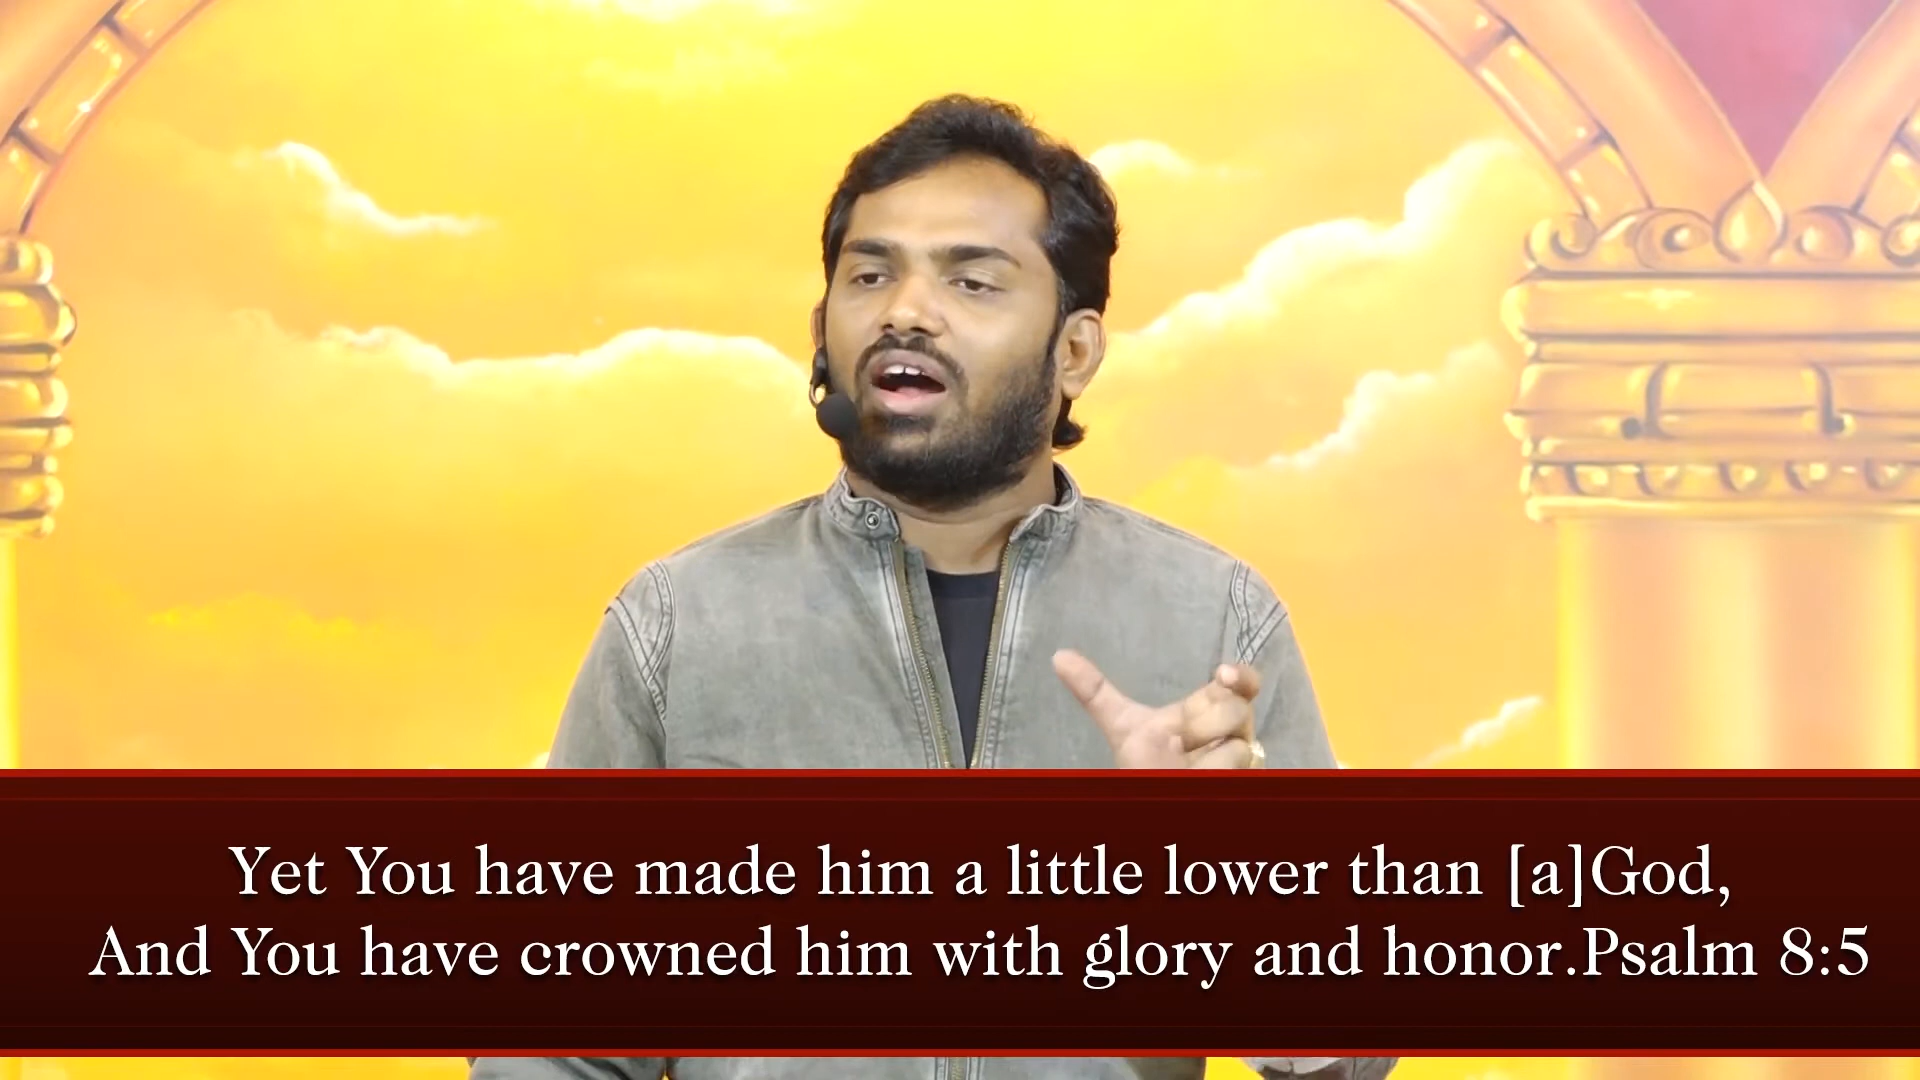 Yet You have made him a little lower than [a]God,
And You have crowned him with glory and honor.Psalm 8:5